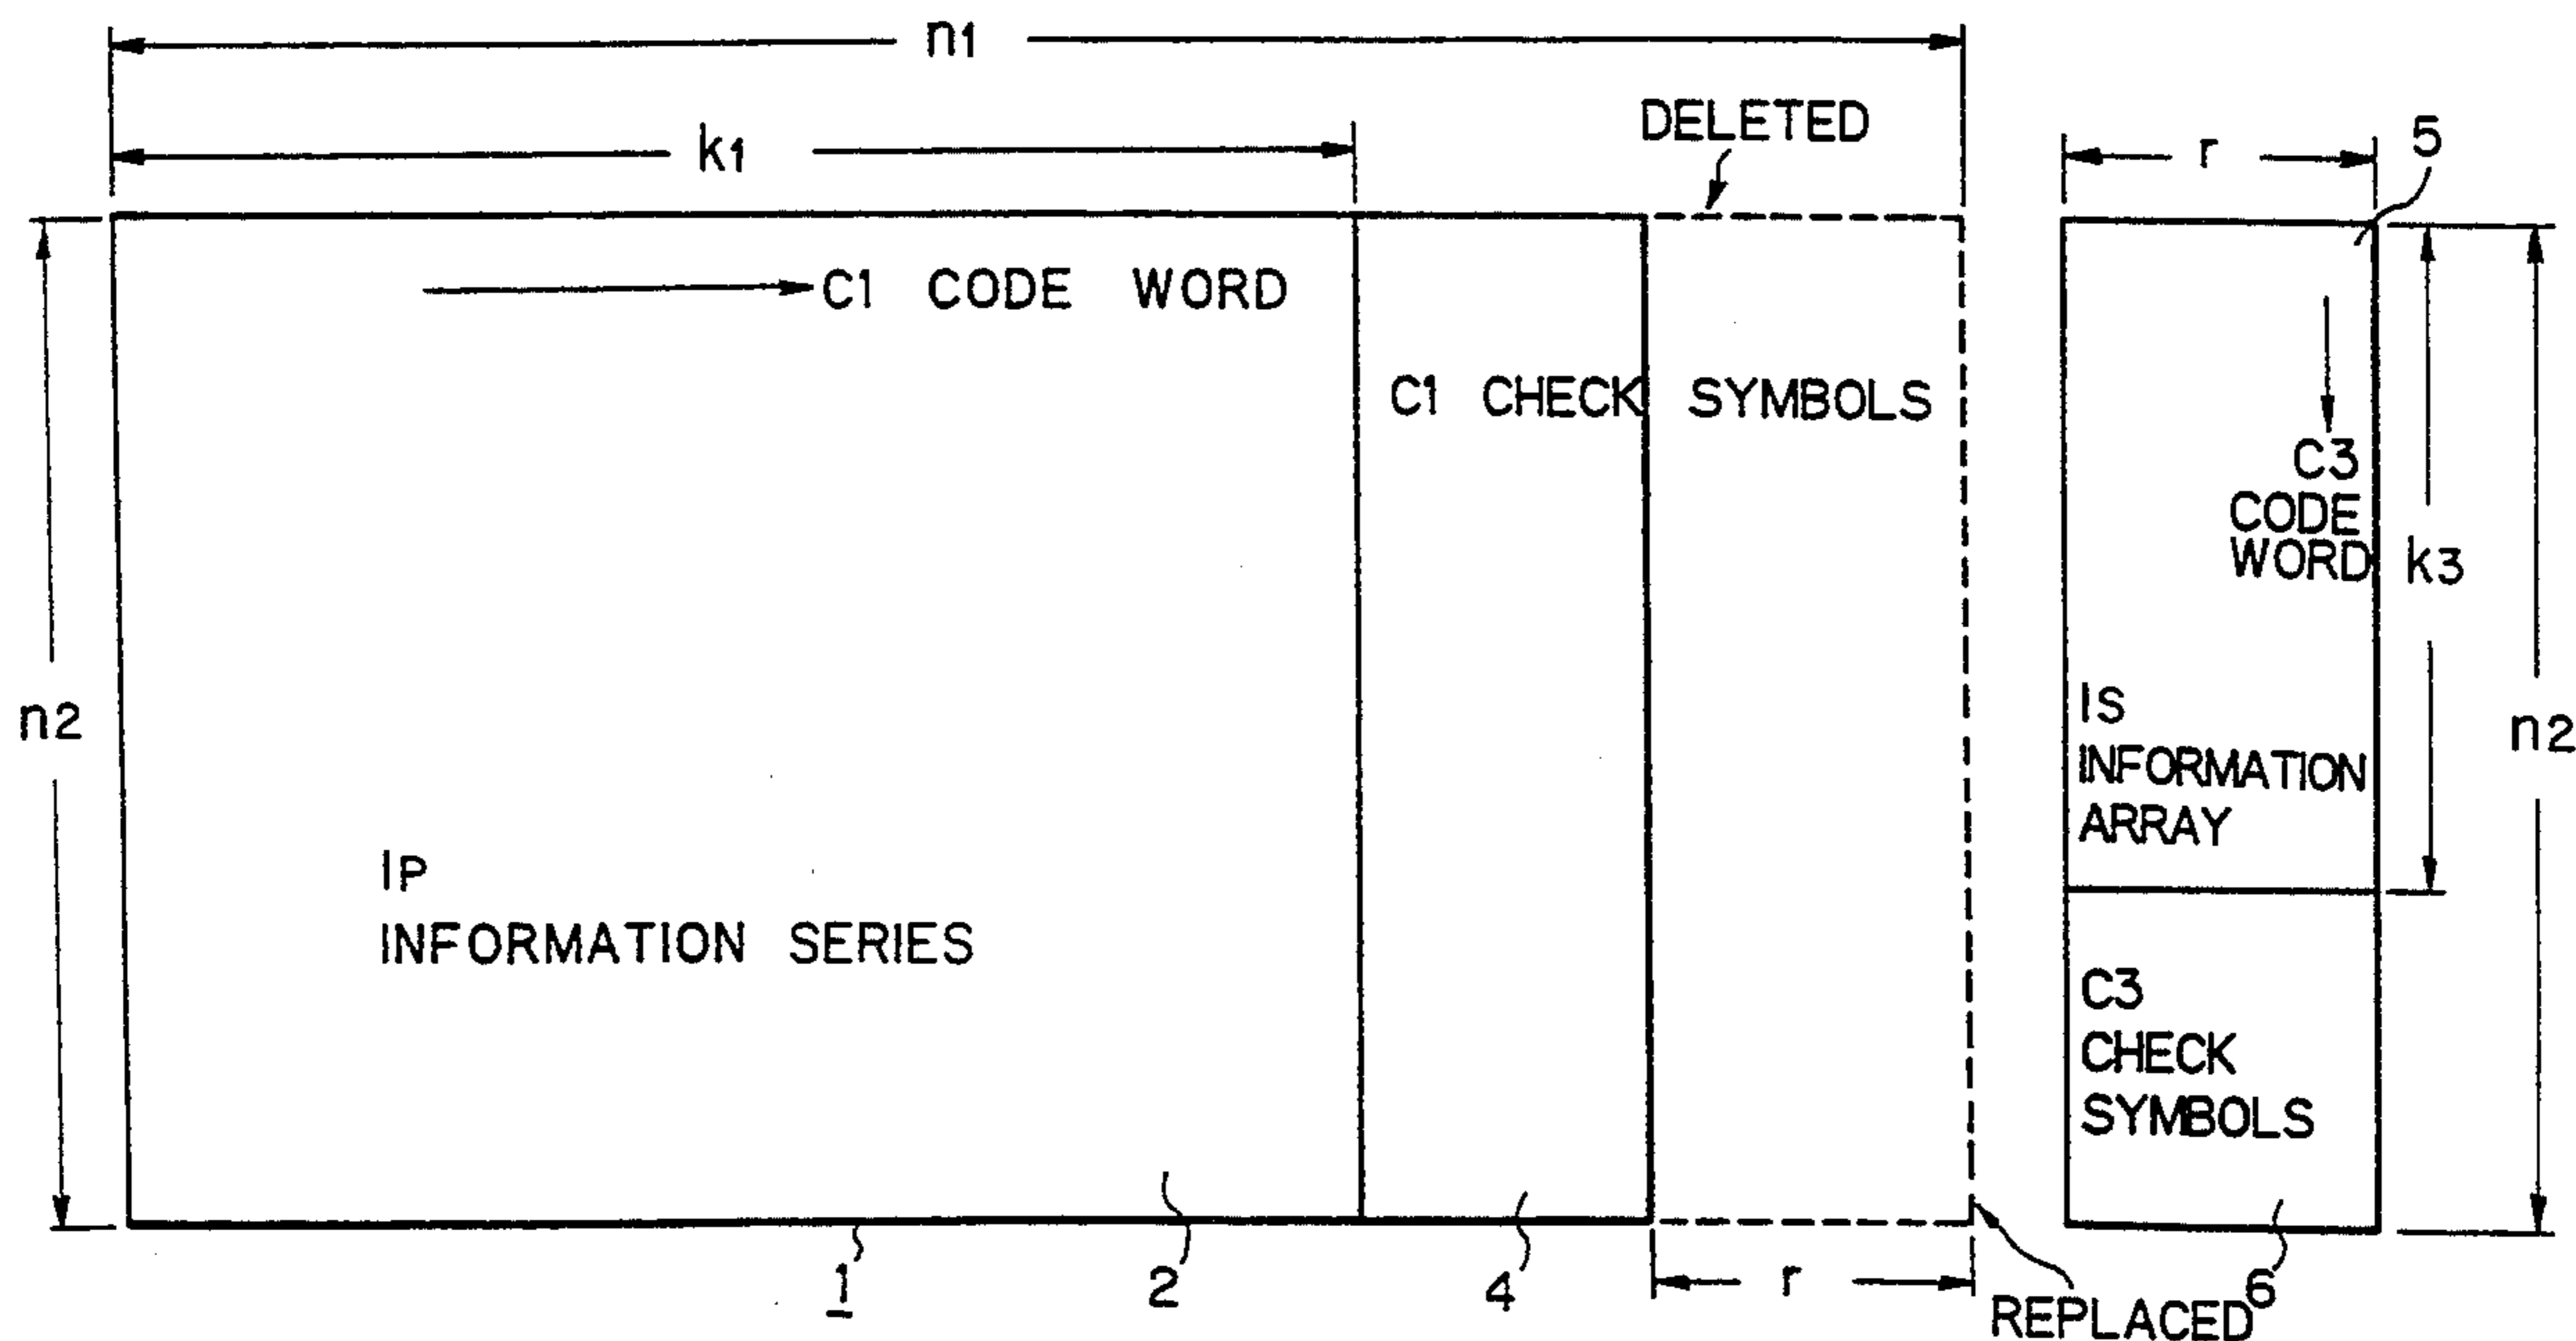 n1
DELETED
k1
r
5
C1 CODE WORD
C1 CHECK SYMBOLS
C3
CODE
WORD
k3
n2
n2
IS
INFORMATION
ARRAY
IP
INFORMATION SERIES
C3
CHECK
SYMBOLS
1
2
4
r
6
REPLACED